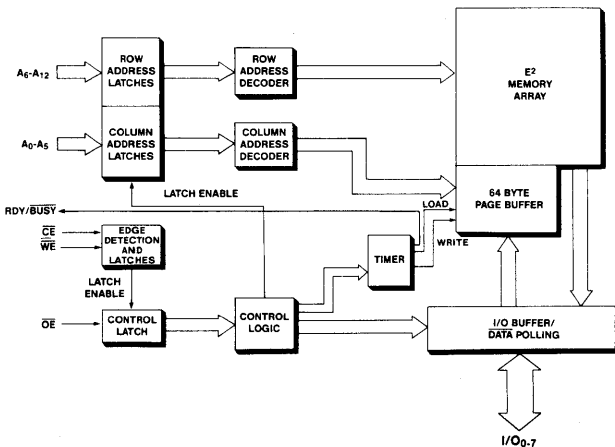 A6-A12
ROW
ADDRESS
LATCHES
ROW
ADDRESS
DECODER
E2
MEMORY
ARRAY
A0-A5
COLUMN
ADDRESS
LATCHES
COLUMN
ADDRESS
DECODER
64 BYTE
PAGE BUFFER
LATCH ENABLE
LOAD
RDY/BUSY
WRITE
CE
WE
EDGE
DETECTION
AND
LATCHES
TIMER
LATCH
ENABLE
OE
CONTROL
LATCH
CONTROL
LOGIC
I/O BUFFER/
DATA POLLING
I/O0-7